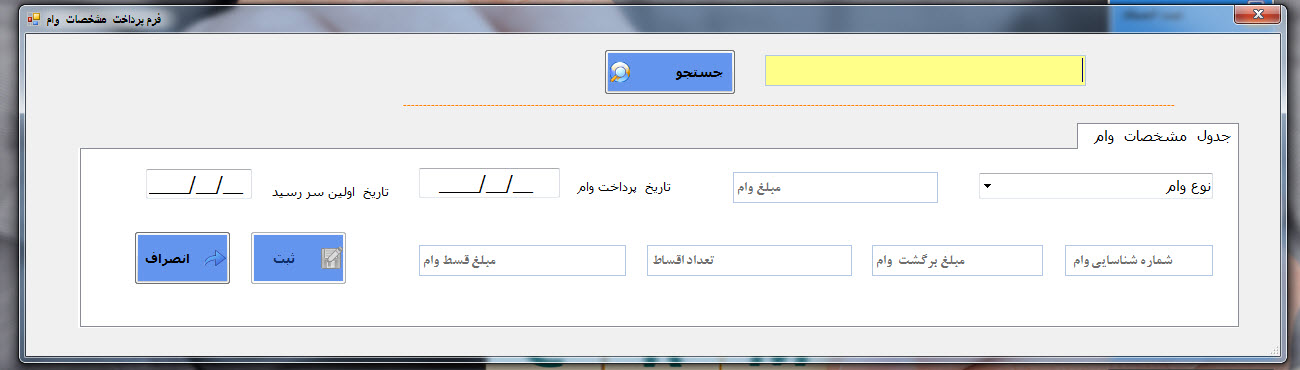 فرم پرداخت مشخصات وام
جستجو
جدول مشخصات وام
نوع وام
مبلغ وام
تاریخ پرداخت وام
__/__/____
تاریخ اولین سر رسید
__/__/____
شماره شناسایی وام
مبلغ برگشت وام
تعداد اقساط
مبلغ قسط وام
ثبت
انصراف